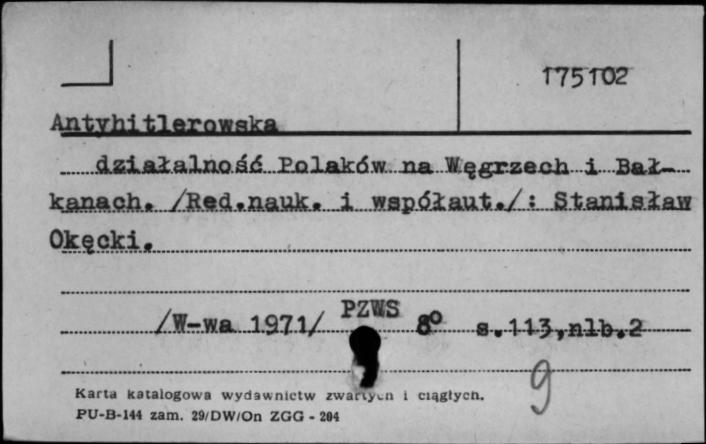 175102
Antyhitlerowska
działalność Polaków na Węgrzech i Bał-
kanach. /Red.nauk. i współaut./: Stanisław
Okęcki.
/W-wa 1971/ PZWS 8° s.113,nlb.2
9
Karta katalogowa wydawnictw zwartych i ciągłych.
PU-B-144 zam. 29/DW/On ZGG - 204